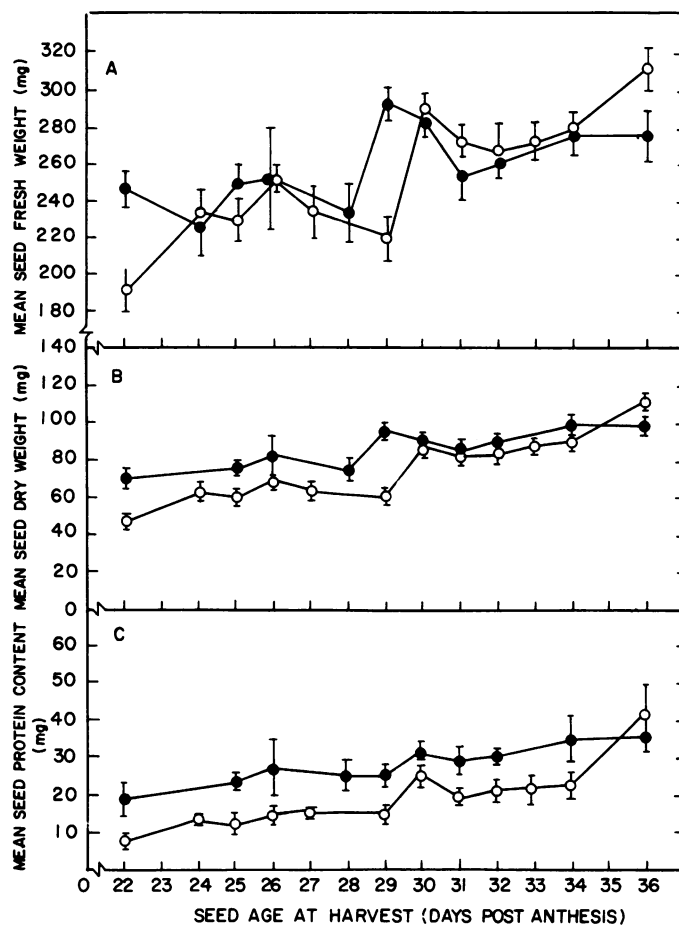 A
MEAN SEED FRESH WEIGHT (mg)
320
300
280
260
240
220
200
180
B
MEAN SEED DRY WEIGHT (mg)
140
120
100
80
60
40
20
0
C
MEAN SEED PROTEIN CONTENT
(mg)
60
50
40
30
20
10
0 22 23 24 25 26 27 28 29 30 31 32 33 34 36
SEED AGE AT HARVEST (DAYS POST ANTHESIS)